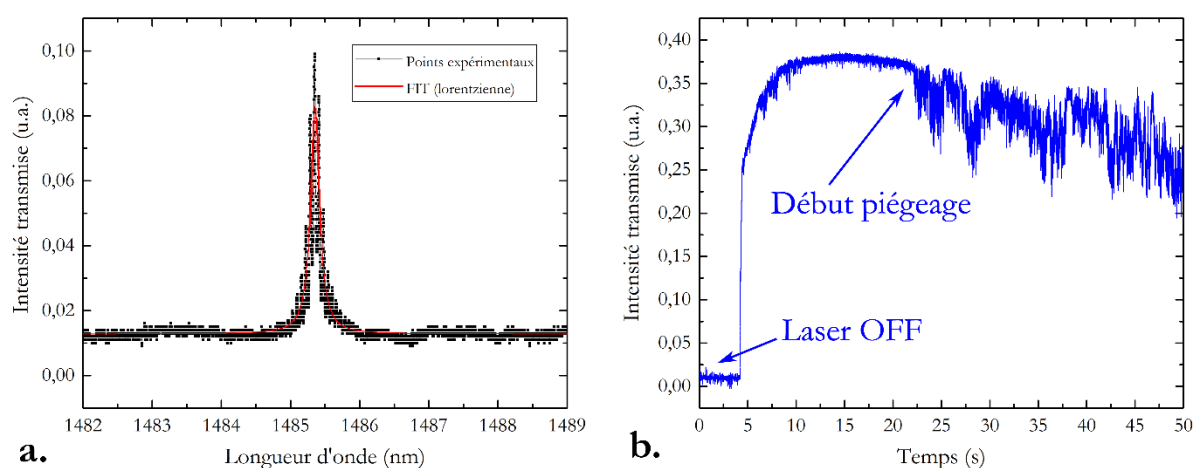 Intensité transmise (u.a.)
0,10
0,08
0,06
0,04
0,02
0,00
Points expérimentaux
FIT (lorentzienne)
1482 1483 1484 1485 1486 1487 1488 1489
Longueur d'onde (nm)
a.
Intensité transmise (u.a.)
0,40
0,35
0,30
0,25
0,20
0,15
0,10
0,05
0,00
Début piégeage
Laser OFF
0 5 10 15 20 25 30 35 40 45 50
Temps (s)
b.